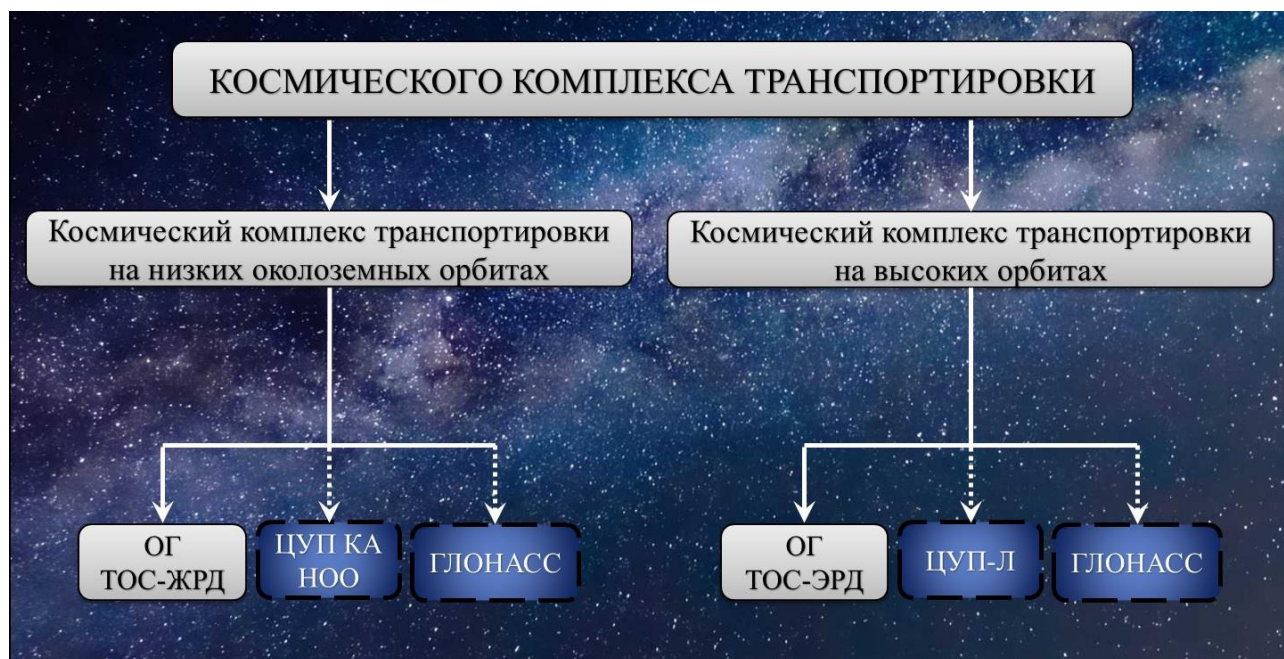 КОСМИЧЕСКОГО КОМПЛЕКСА ТРАНСПОРТИРОВКИ
Космический комплекс транспортировки
на низких околоземных орбитах
Космический комплекс транспортировки
на высоких орбитах
ОГ
ТОС-ЖРД
ЦУП КА
НОО
ГЛОНАСС
ОГ
ТОС-ЭРД
ЦУП-Л
ГЛОНАСС